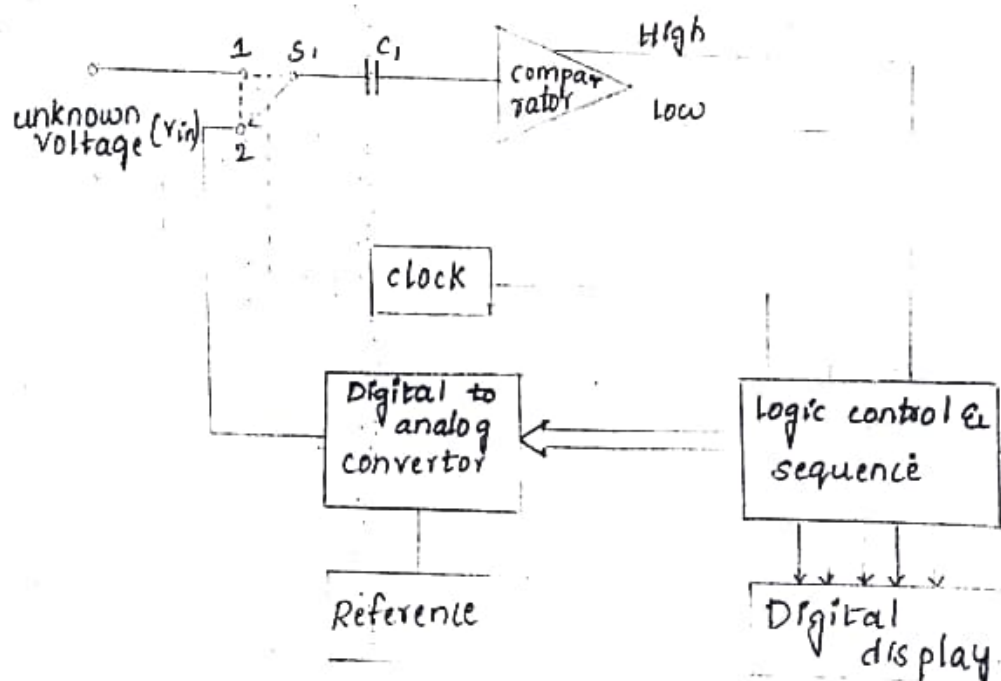 1 S1 C1
High
compa
rator
Low
unknown
voltage (Vin)
2
clock
Digital to
analog
convertor
Logic control &
sequence
Reference
Digital
display